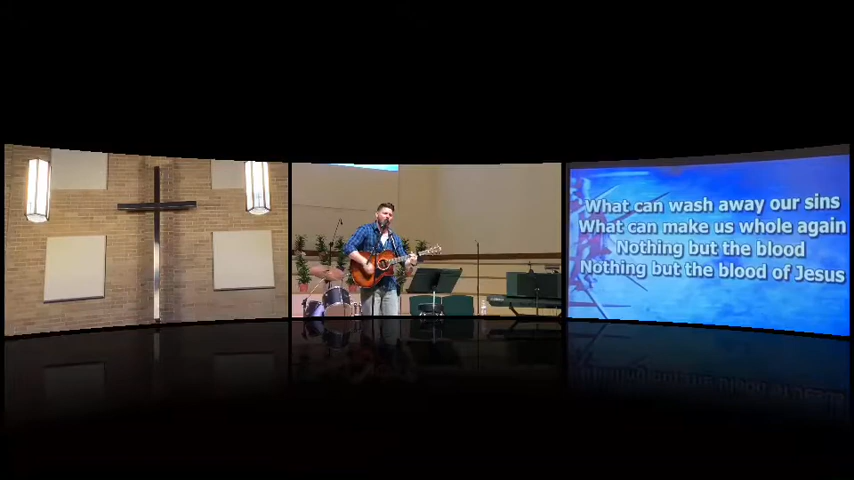 What can wash away our sins
What can make us whole again
Nothing but the blood
Nothing but the blood of Jesus